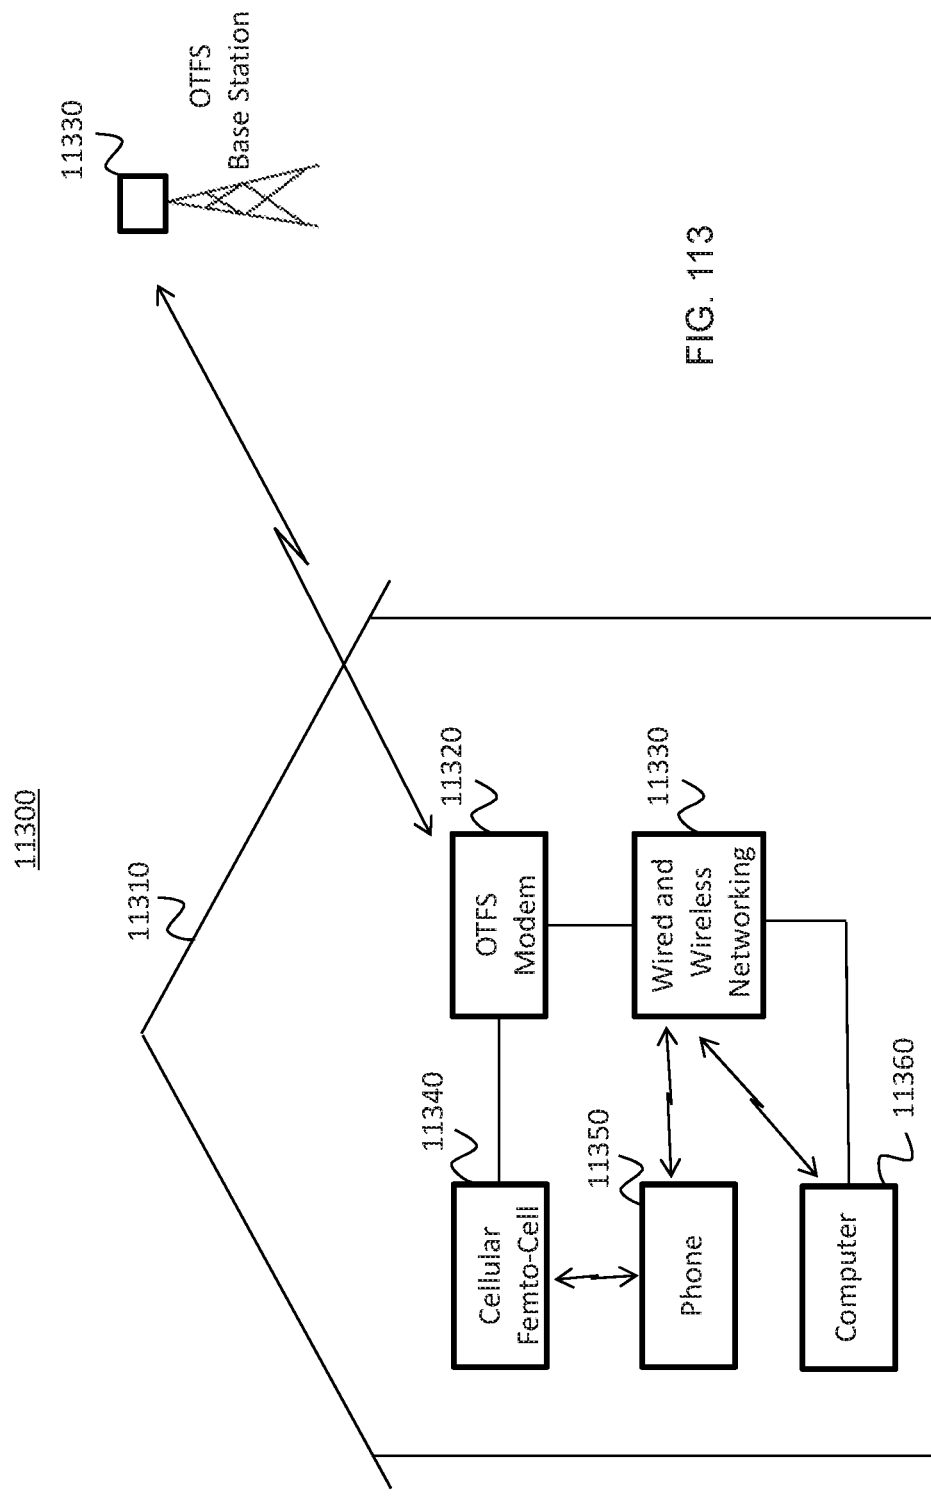 11300
11310
11330
OTFS
Base Station
11340
11320
Cellular
Femto-Cell
OTFS
Modem
11350
11330
Phone
Wired and
Wireless
Networking
11360
Computer
FIG. 113